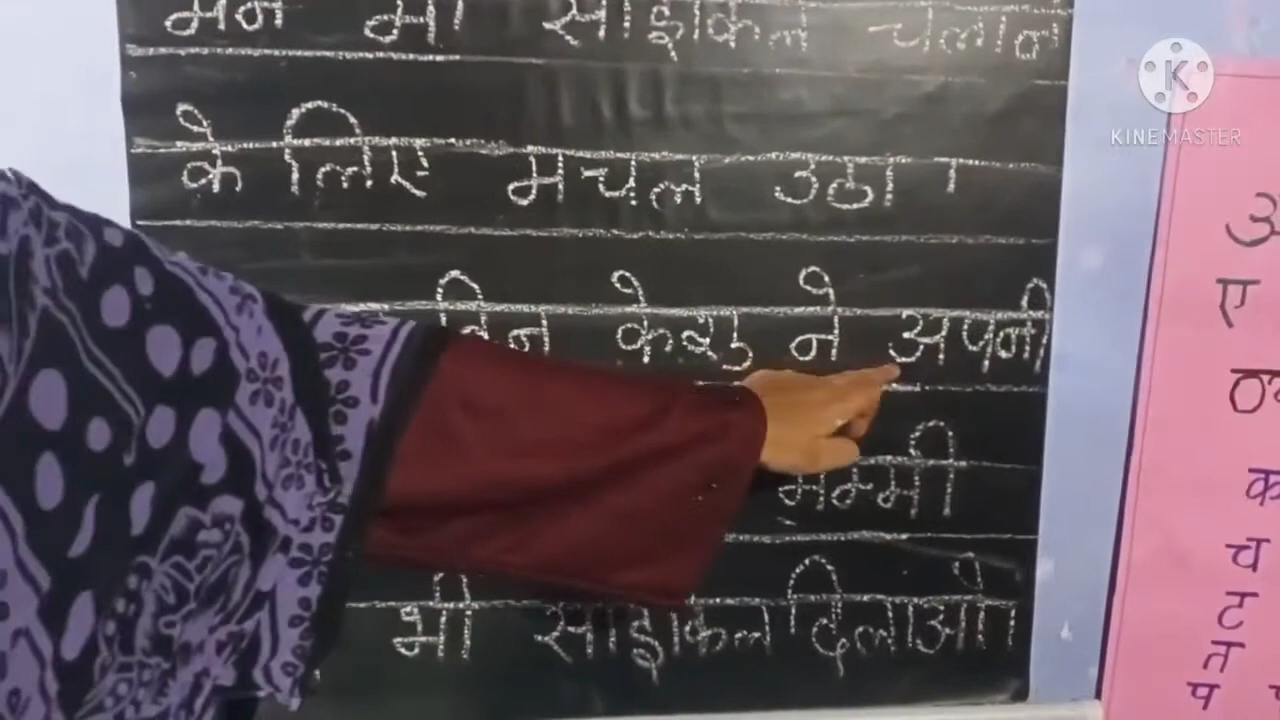 मन भी साइकिल चलाने
के लिए मचल उठा।
दिन केशु ने अपनी
मम्मी
भी साइकिल दिलाओ।
KINEMASTER
ए
क
च
ट
त
प